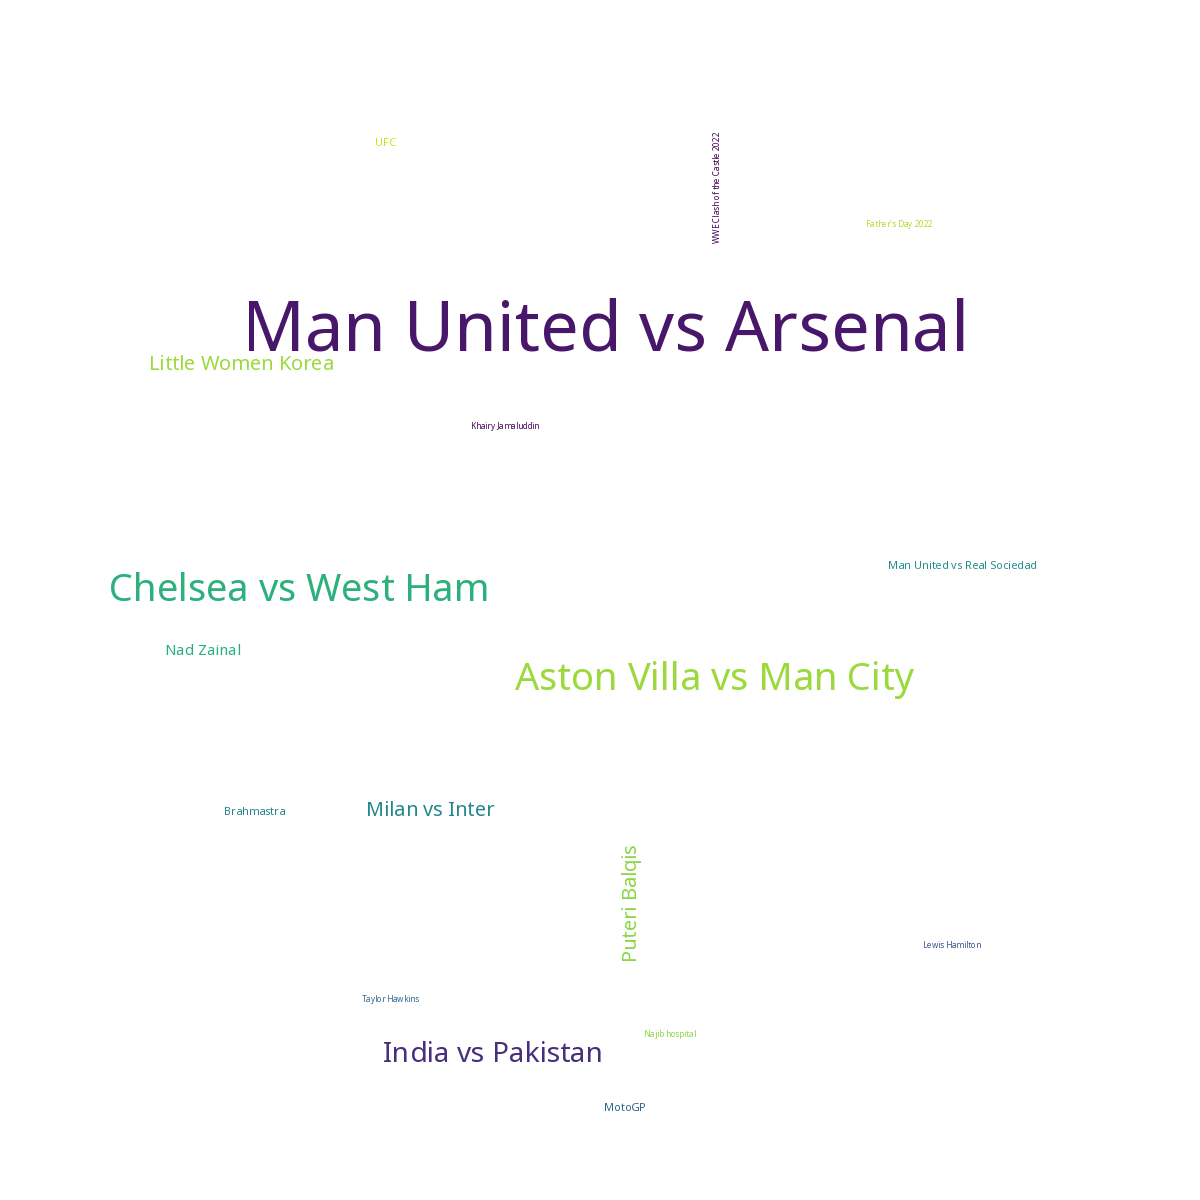 UFC
WWE Clash of the Castle 2022
Father's Day 2022
Man United vs Arsenal
Little Women Korea
Khairy Jamaluddin
Man United vs Real Sociedad
Chelsea vs West Ham
Nad Zainal
Aston Villa vs Man City
Brahmastra
Milan vs Inter
Puteri Balqis
Lewis Hamilton
Taylor Hawkins
Najib hospital
India vs Pakistan
MotoGP